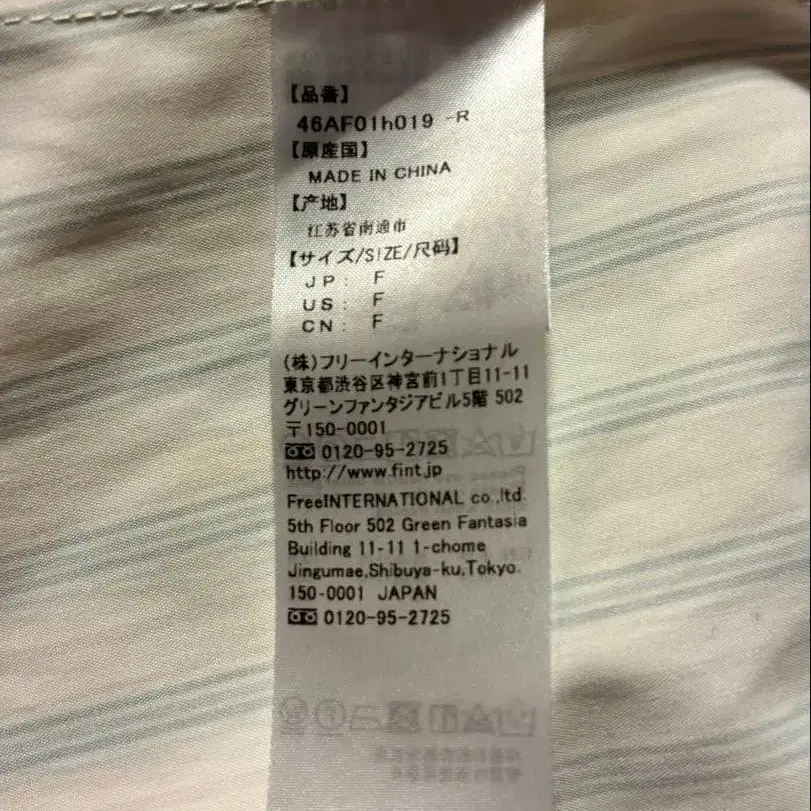 【品番】
46AF01h019 -R
【原産国】
MADE IN CHINA
【产地】
江苏省南通市
【サイズ/SIZE/尺码】
JP: F
US: F
CN: F
(株)フリーインターナショナル
東京都渋谷区神宮前1丁目11-11
グリーンファンタジアビル5階 502
〒150-0001
0120-95-2725
http://www.fint.jp
FreeINTERNATIONAL co.,ltd.
5th Floor 502 Green Fantasia
Building 11-11 1-chome
Jingumae,Shibuya-ku,Tokyo.
150-0001 JAPAN
0120-95-2725